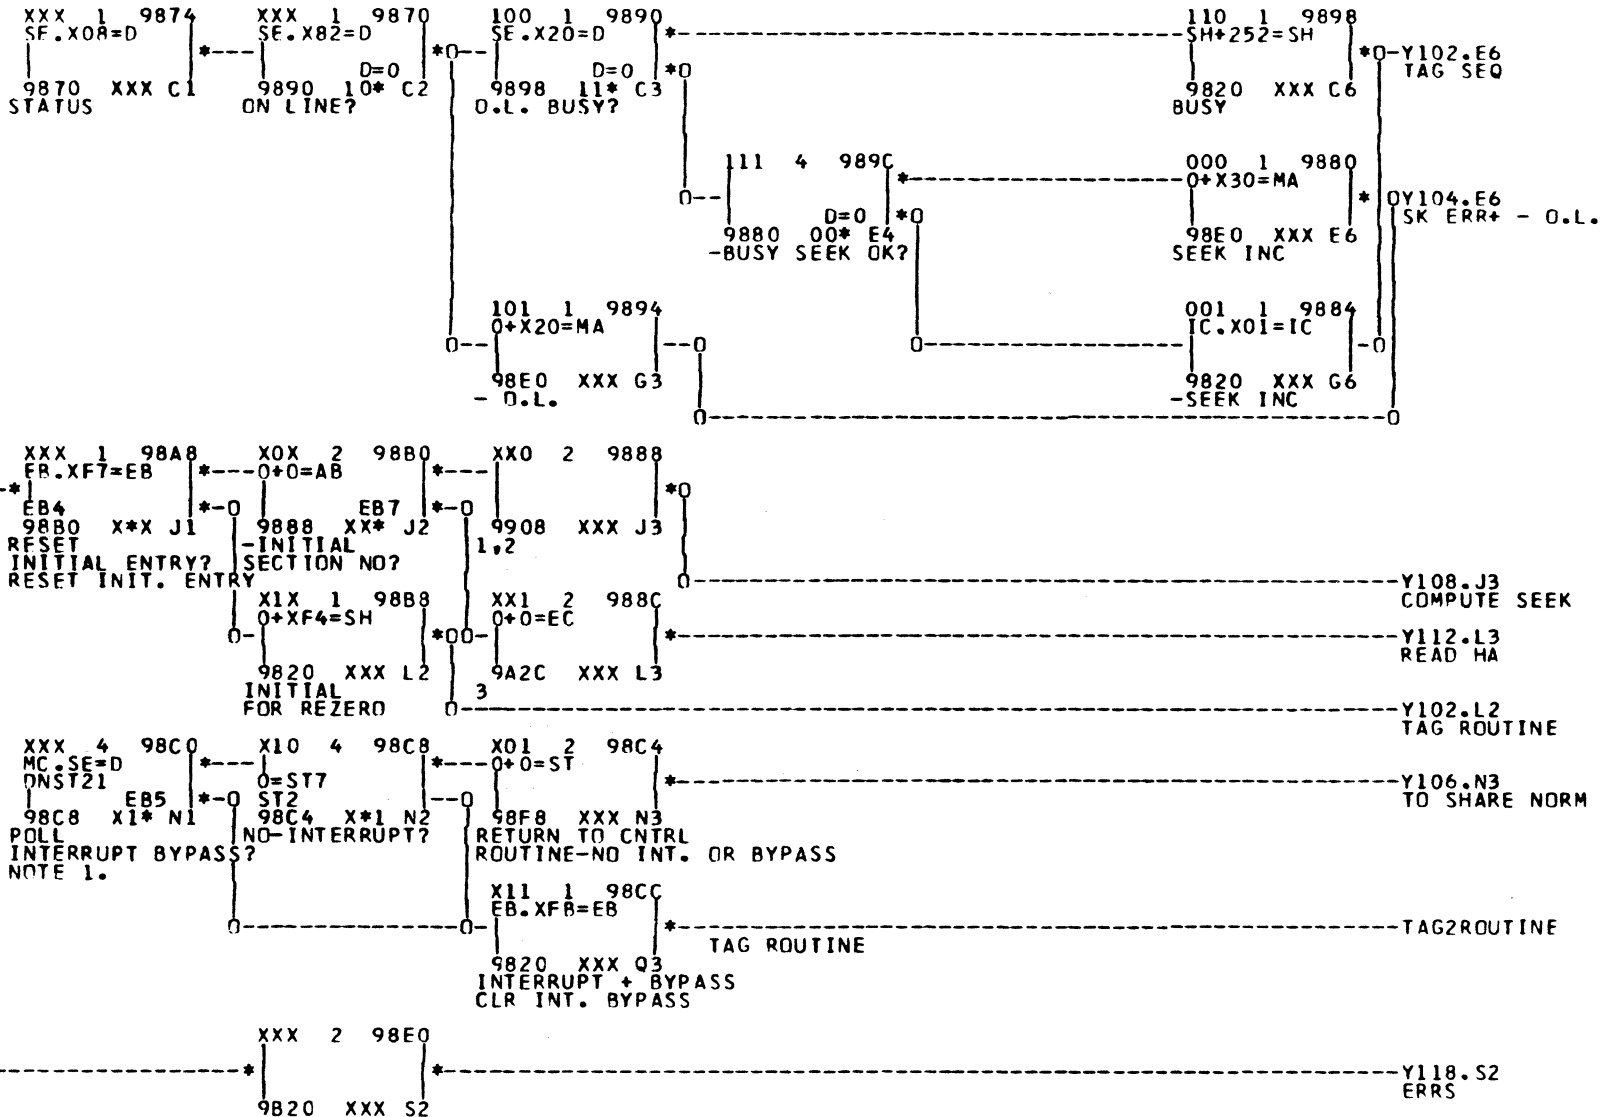 XXX 1 9874 XXX 1 9870 100 1 9890 110 1 9898
SE.X08=D SE.X82=D SE.X20=D *--- SH+252=SH
*--- *O- *O-Y102.E6
D=0 D=0 *O TAG SEQ
9870 XXX C1 9890 10* C2 9898 11* C3 9820 XXX C6
STATUS ON LINE? O.L. BUSY? BUSY
111 4 989C 000 1 9880
*--- 0+X30=MA
O-- * OY104.E6
D=0 *O SK ERR+ - O.L.
9880 00* E4 98E0 XXX E6
-BUSY SEEK OK? SEEK INC
101 1 9894 001 1 9884
0+X20=MA IC.X01=IC
O-- --O O--- -O
98E0 XXX G3 9820 XXX G6
- O.L. -SEEK INC
O---O
XXX 1 98A8 X0X 2 98B0 XX0 2 9888
EB.XF7=EB *---0+0=AB *---
-* *O
EB4 *-O EB7 *-O
98B0 X*X J1 9888 XX* J2 9908 XXX J3
RESET -INITIAL 1,2
INITIAL ENTRY? SECTION NO?
RESET INIT. ENTRY O---Y108.J3
X1X 1 98B8 XX1 2 988C COMPUTE SEEK
0+XF4=SH 0+0=EC
O- *OO- *---Y112.L3
READ HA
9820 XXX L2 9A2C XXX L3
INITIAL 3
FOR REZERO O---Y102.L2
TAG ROUTINE
XXX 4 98C0 X10 4 98C8 X01 2 98C4
MC.SE=D *--- *---0+0=ST
DNST21 0=ST7 *---Y106.N3
EB5 *-O ST2 --O TO SHARE NORM
98C8 X1* N1 98C4 X*1 N2 98F8 XXX N3
POLL NO-INTERRUPT? RETURN TO CNTRL
INTERRUPT BYPASS? ROUTINE-NO INT. OR BYPASS
NOTE 1.
X11 1 98CC
EB.XFB=EB
O---O- *---TAG2ROUTINE
TAG ROUTINE
9820 XXX Q3
INTERRUPT + BYPASS
CLR INT. BYPASS
XXX 2 98E0
---* *---Y118.S2
ERRS
9B20 XXX S2